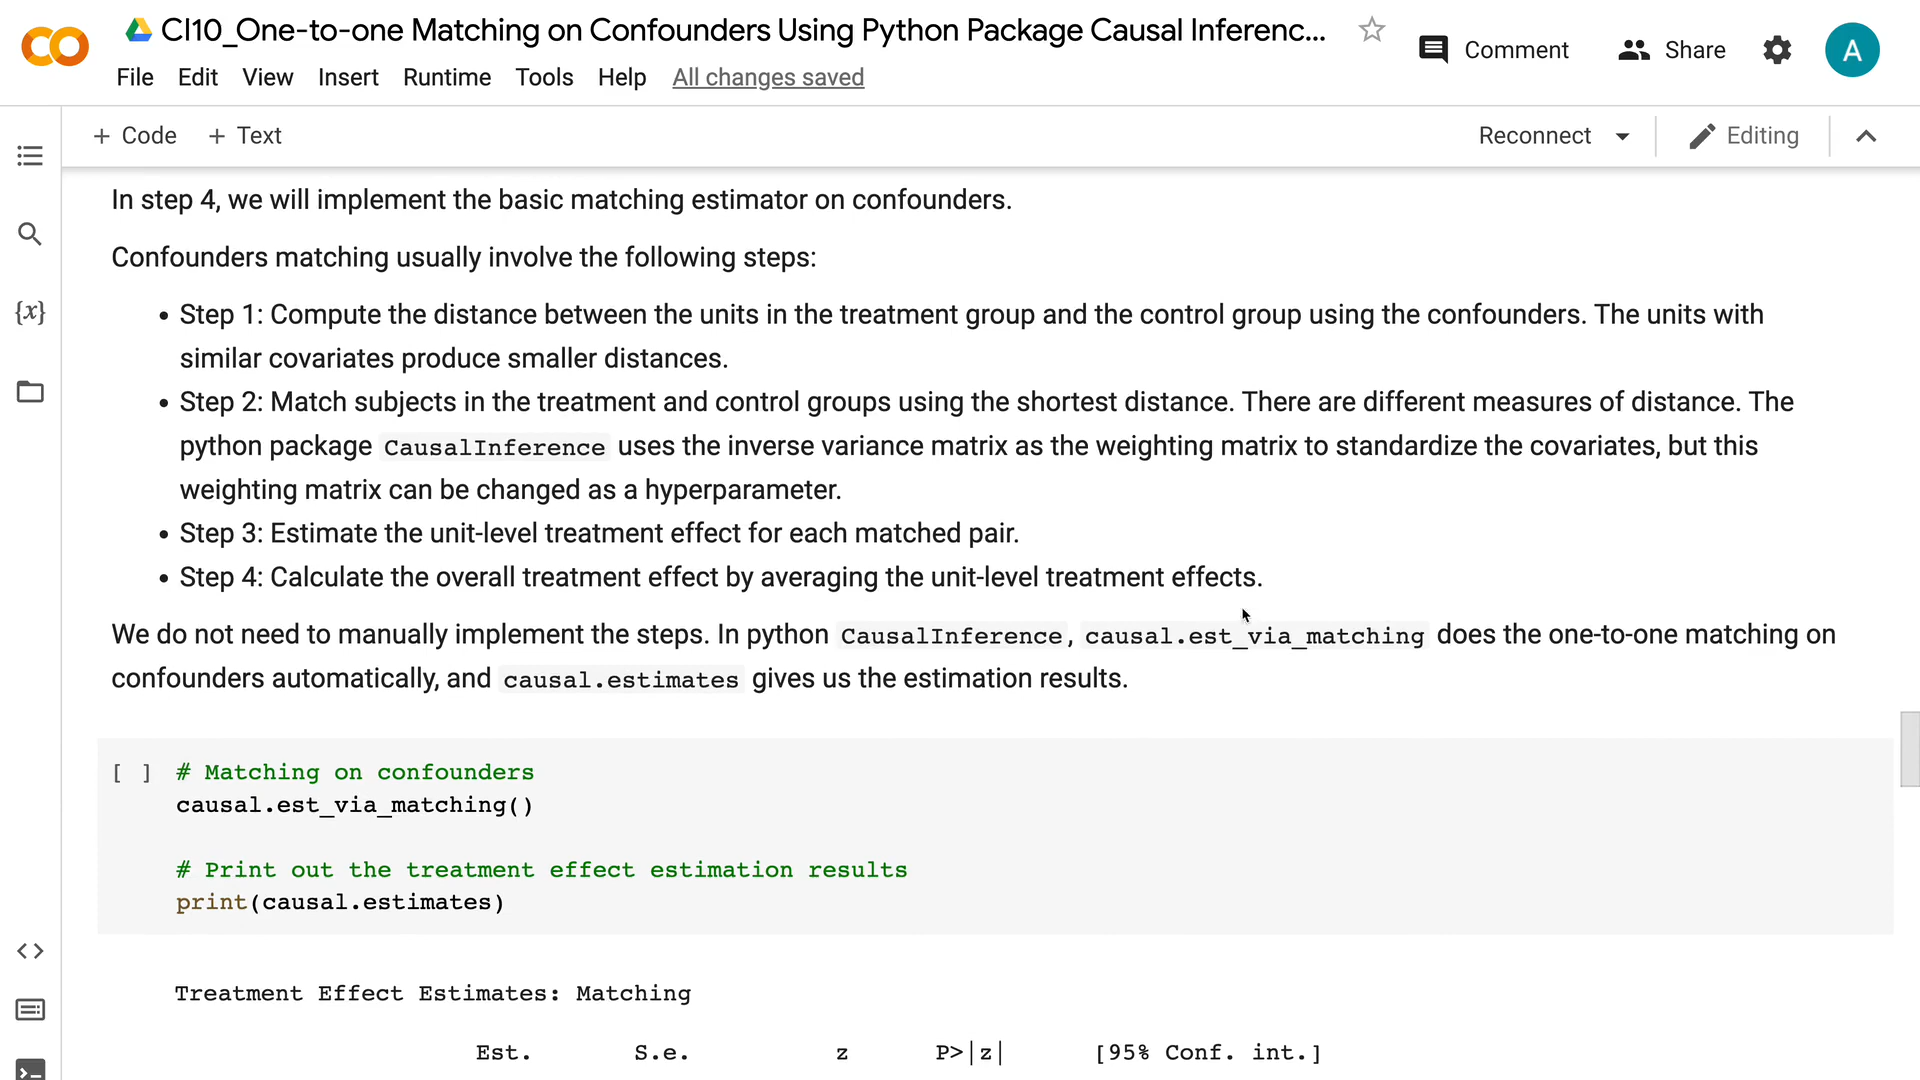 CI10_One-to-one Matching on Confounders Using Python Package Causal Inferenc...
File Edit View Insert Runtime Tools Help All changes saved
Comment Share A
+ Code + Text Reconnect Editing
In step 4, we will implement the basic matching estimator on confounders.
Confounders matching usually involve the following steps:
• Step 1: Compute the distance between the units in the treatment group and the control group using the confounders. The units with
similar covariates produce smaller distances.
{x}
• Step 2: Match subjects in the treatment and control groups using the shortest distance. There are different measures of distance. The
python package CausalInference uses the inverse variance matrix as the weighting matrix to standardize the covariates, but this
weighting matrix can be changed as a hyperparameter.
• Step 3: Estimate the unit-level treatment effect for each matched pair.
• Step 4: Calculate the overall treatment effect by averaging the unit-level treatment effects.
We do not need to manually implement the steps. In python CausalInference, causal.est_via_matching does the one-to-one matching on
confounders automatically, and causal.estimates gives us the estimation results.
[ ] # Matching on confounders
causal.est_via_matching()
# Print out the treatment effect estimation results
print(causal.estimates)
Treatment Effect Estimates: Matching
Est. S.e. z P>|z| [95% Conf. int.]